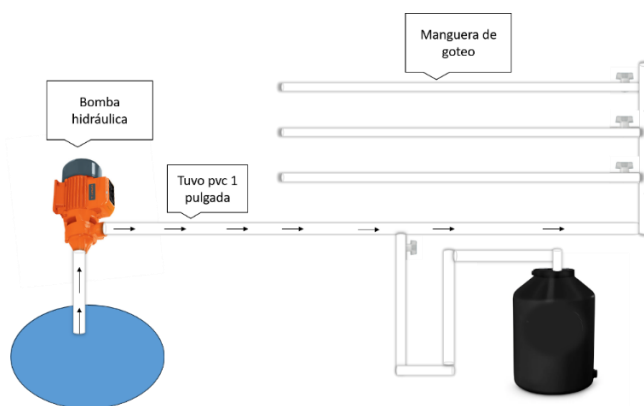 Manguera de
goteo
Bomba
hidráulica
Tuvo pvc 1
pulgada